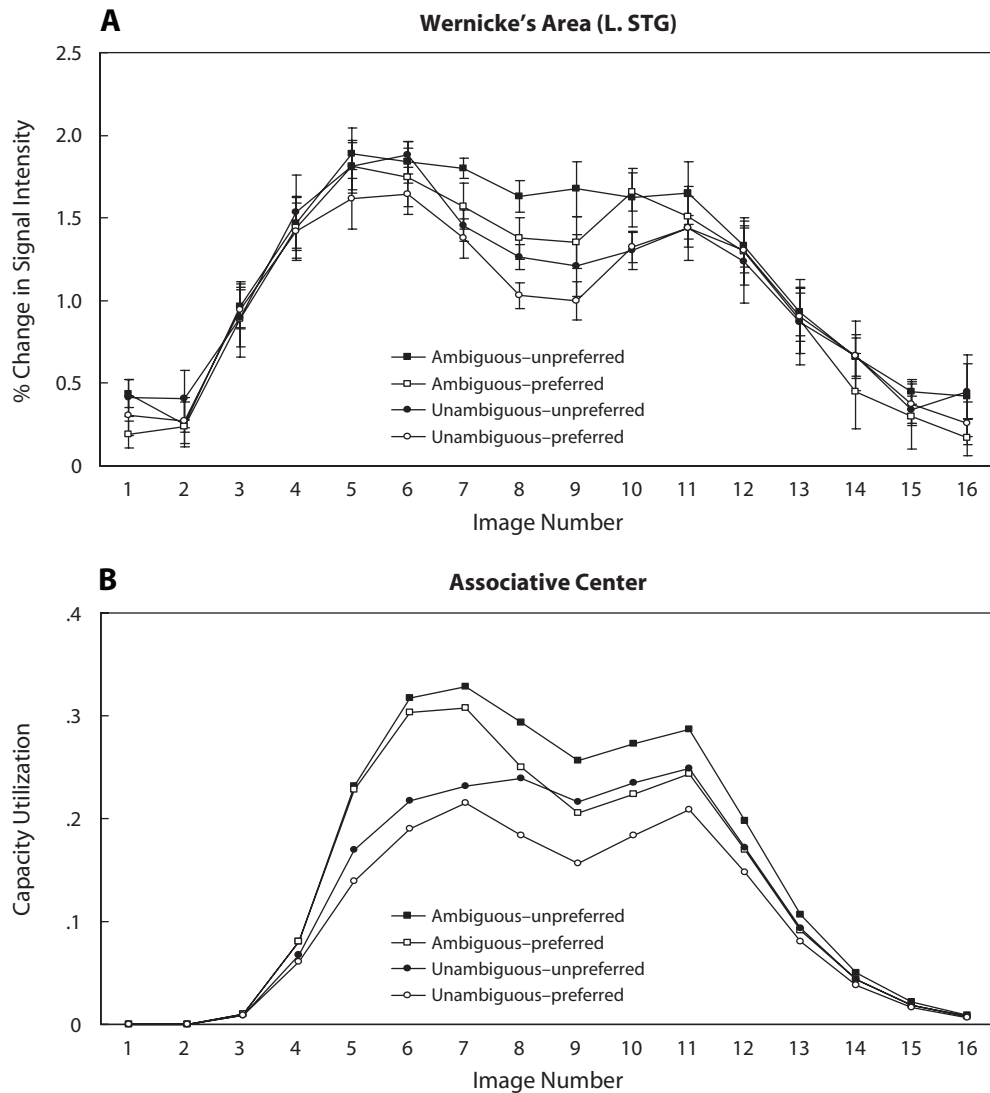 A
Wernicke's Area (L. STG)
2.5
2.0
1.5
1.0
0.5
0
% Change in Signal Intensity
Ambiguous–unpreferred
Ambiguous–preferred
Unambiguous–unpreferred
Unambiguous–preferred
1 2 3 4 5 6 7 8 9 10 11 12 13 14 15 16
Image Number
B
Associative Center
.4
.3
.2
.1
0
Capacity Utilization
Ambiguous–unpreferred
Ambiguous–preferred
Unambiguous–unpreferred
Unambiguous–preferred
1 2 3 4 5 6 7 8 9 10 11 12 13 14 15 16
Image Number